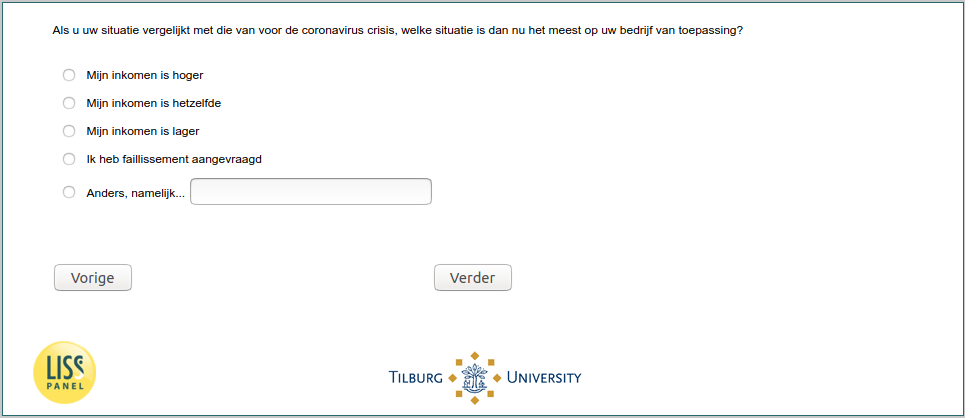 Als u uw situatie vergelijkt met die van voor de coronavirus crisis, welke situatie is dan nu het meest op uw bedrijf van toepassing?
Mijn inkomen is hoger
Mijn inkomen is hetzelfde
Mijn inkomen is lager
Ik heb faillissement aangevraagd
Anders, namelijk...
Vorige Verder
LISS
PANEL
TILBURG UNIVERSITY